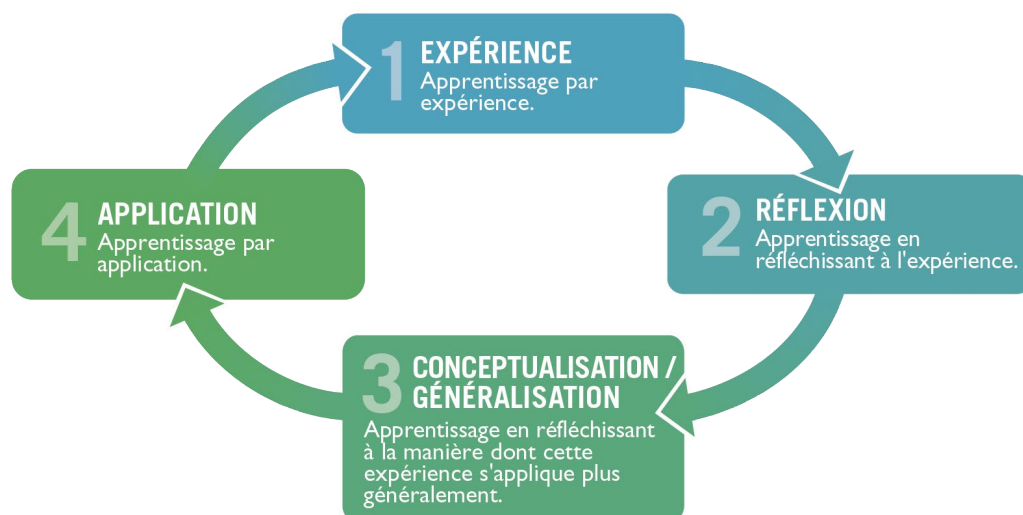 1 EXPÉRIENCE
Apprentissage par
expérience.
2 RÉFLEXION
Apprentissage en
réfléchissant à l'expérience.
3 CONCEPTUALISATION /
GÉNÉRALISATION
Apprentissage en réfléchissant
à la manière dont cette
expérience s'applique plus
généralement.
4 APPLICATION
Apprentissage par
application.